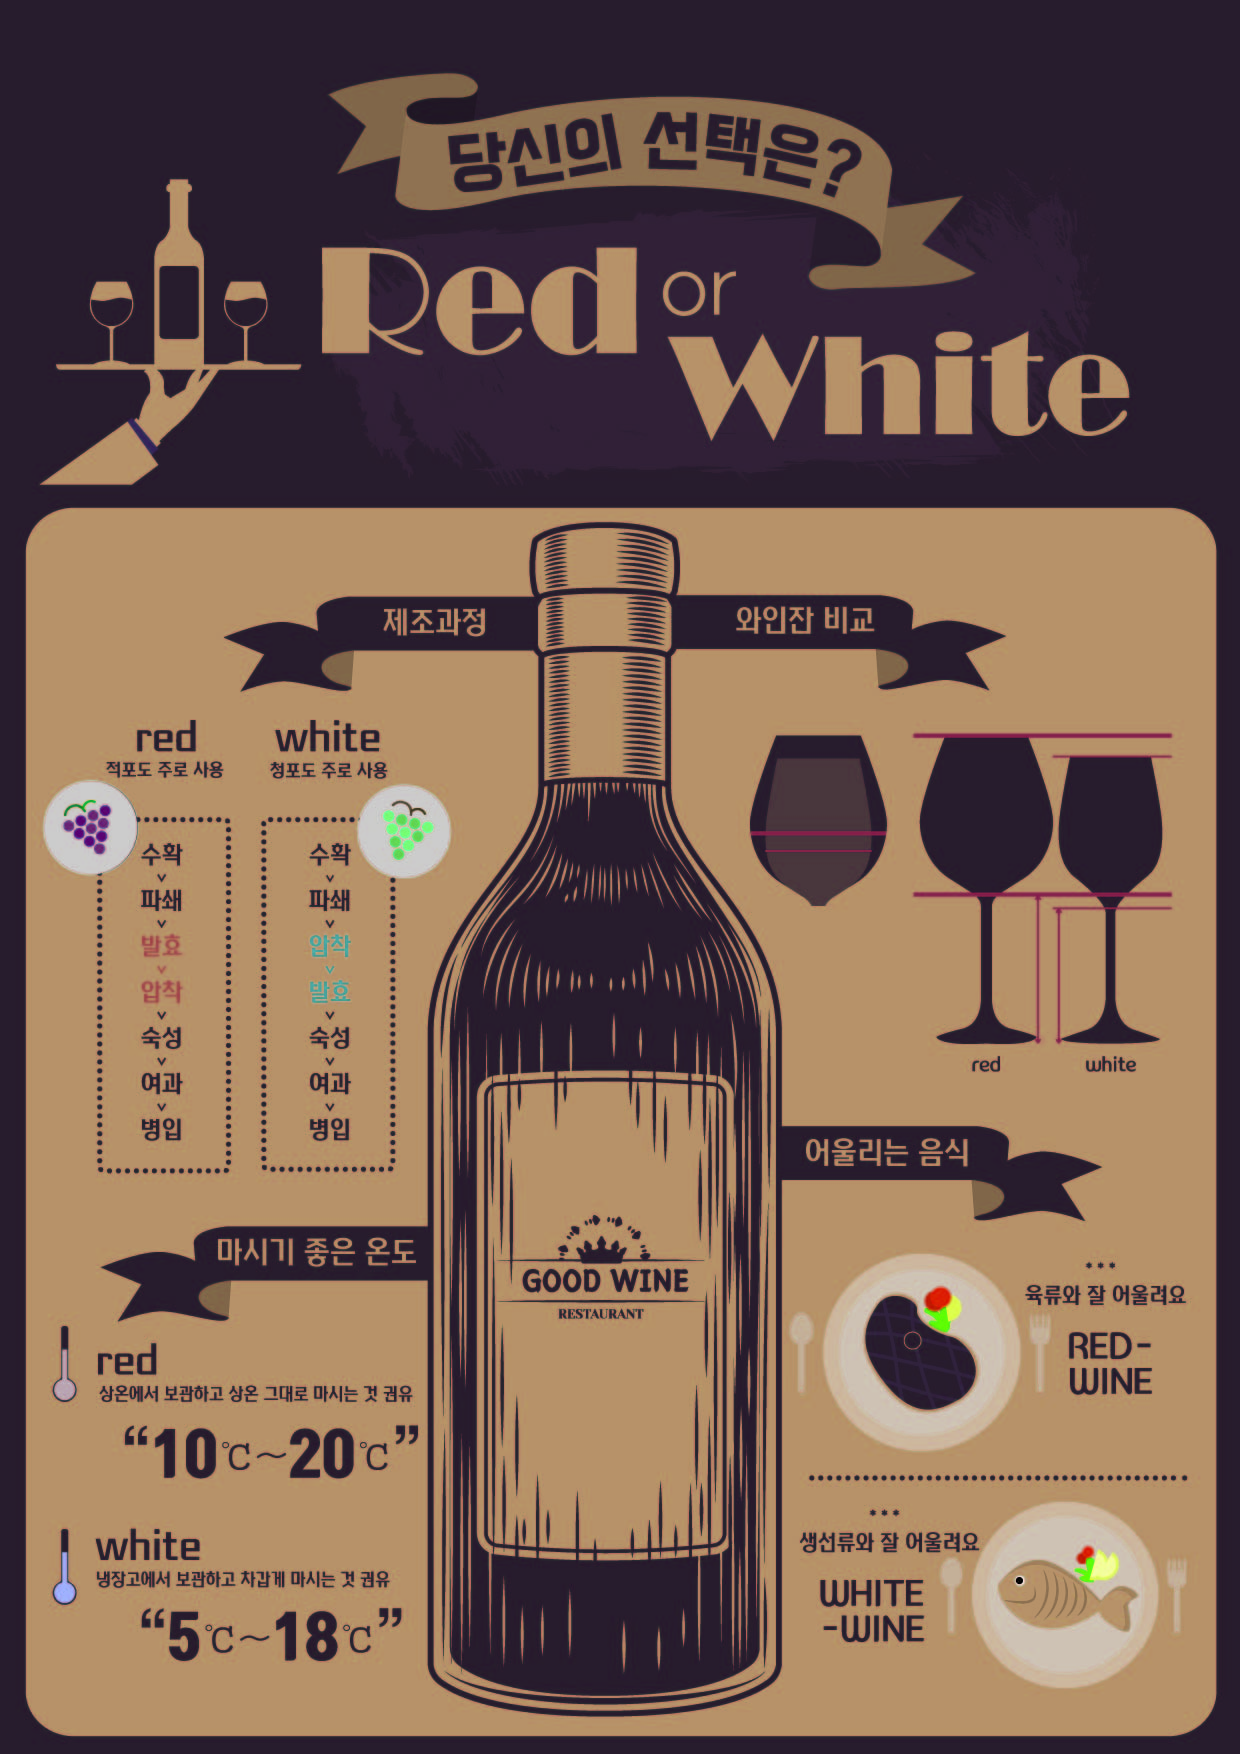 당신의 선택은?
Red or
White
제조과정
와인잔 비교
red
적포도 주로 사용
수확
파쇄
발효
압착
숙성
여과
병입
white
청포도 주로 사용
수확
파쇄
압착
발효
숙성
여과
병입
red
white
어울리는 음식
육류와 잘 어울려요
RED-
WINE
생선류와 잘 어울려요
WHITE
-WINE
마시기 좋은 온도
red
상온에서 보관하고 상온 그대로 마시는 것 권유
“10℃~20℃”
white
냉장고에서 보관하고 차갑게 마시는 것 권유
“5℃~18℃”
GOOD WINE
RESTAURANT